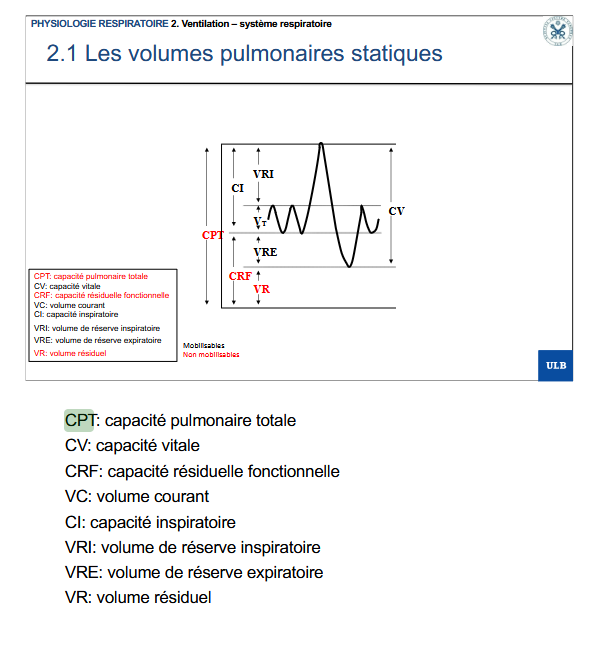 PHYSIOLOGIE RESPIRATOIRE 2. Ventilation – système respiratoire
2.1 Les volumes pulmonaires statiques
VRI
CI
CV
VT
CPT
VRE
CRF
VR
CPT: capacité pulmonaire totale
CV: capacité vitale
CRF: capacité résiduelle fonctionnelle
VC: volume courant
CI: capacité inspiratoire
VRI: volume de réserve inspiratoire
VRE: volume de réserve expiratoire
VR: volume résiduel
Mobilisables
Non mobilisables
ULB
CPT: capacité pulmonaire totale
CV: capacité vitale
CRF: capacité résiduelle fonctionnelle
VC: volume courant
CI: capacité inspiratoire
VRI: volume de réserve inspiratoire
VRE: volume de réserve expiratoire
VR: volume résiduel